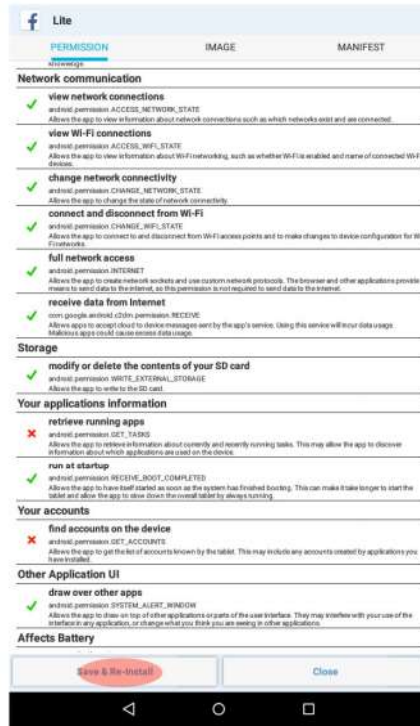 Lite
PERMISSION IMAGE MANIFEST
knowledge.
Network communication
view network connections
android.permission.ACCESS_NETWORK_STATE
Allows the app to view information about network connections such as which networks exist and are connected.
view Wi-Fi connections
android.permission.ACCESS_WIFI_STATE
Allows the app to view information about Wi-Fi networking, such as whether Wi-Fi is enabled and name of connected Wi-Fi
devices.
change network connectivity
android.permission.CHANGE_NETWORK_STATE
Allows the app to change the state of network connectivity.
connect and disconnect from Wi-Fi
android.permission.CHANGE_WIFI_STATE
Allows the app to connect to and disconnect from Wi-Fi access points and to make changes to device configuration for Wi-
Fi networks.
full network access
android.permission.INTERNET
Allows the app to create network sockets and use custom network protocols. The browser and other applications provide
means to send data to the internet, so this permission is not required to send data to the internet.
receive data from Internet
com.google.android.c2dm.permission.RECEIVE
Allows apps to accept cloud to device messages sent by the app's service. Using this service will incur data usage.
Malicious apps could cause excess data usage.
Storage
modify or delete the contents of your SD card
android.permission.WRITE_EXTERNAL_STORAGE
Allows the app to write to the SD card.
Your applications information
retrieve running apps
android.permission.GET_TASKS
Allows the app to retrieve information about currently and recently running tasks. This may allow the app to discover
information about which applications are used on the device.
run at startup
android.permission.RECEIVE_BOOT_COMPLETED
Allows the app to have itself started as soon as the system has finished booting. This can make it take longer to start the
tablet and allow the app to slow down the overall tablet by always running.
Your accounts
find accounts on the device
android.permission.GET_ACCOUNTS
Allows the app to get the list of accounts known by the tablet. This may include any accounts created by applications you
have installed.
Other Application UI
draw over other apps
android.permission.SYSTEM_ALERT_WINDOW
Allows the app to draw on top of other applications or parts of the user interface. They may interfere with your use of the
interface in any application, or change what you think you are seeing in other applications.
Affects Battery
Save & Re-Install Close